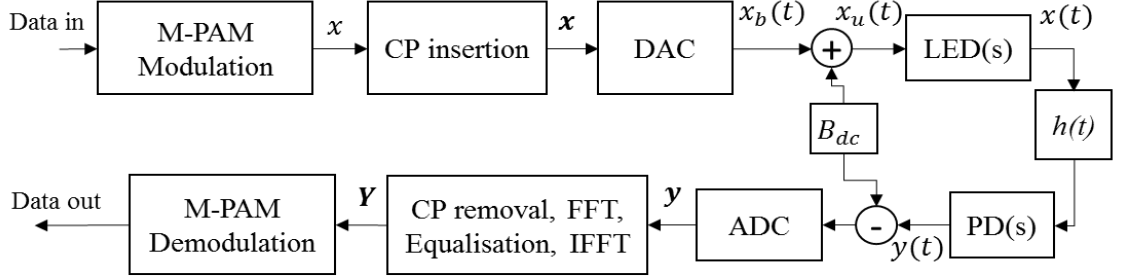 Data in
M-PAM
Modulation
x
CP insertion
x
DAC
x_b(t)
+
x_u(t)
LED(s)
x(t)
h(t)
B_dc
Data out
M-PAM
Demodulation
Y
CP removal, FFT,
Equalisation, IFFT
y
ADC
-
y(t)
PD(s)